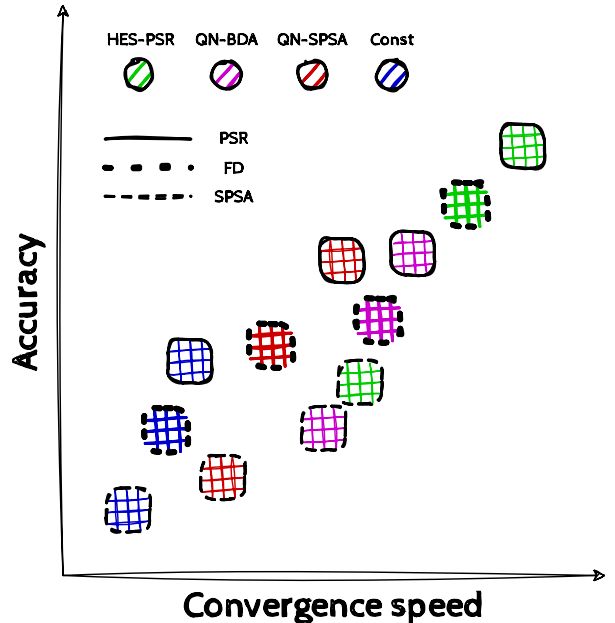 HES-PSR QN-BDA QN-SPSA Const
PSR
FD
SPSA
Accuracy
Convergence speed